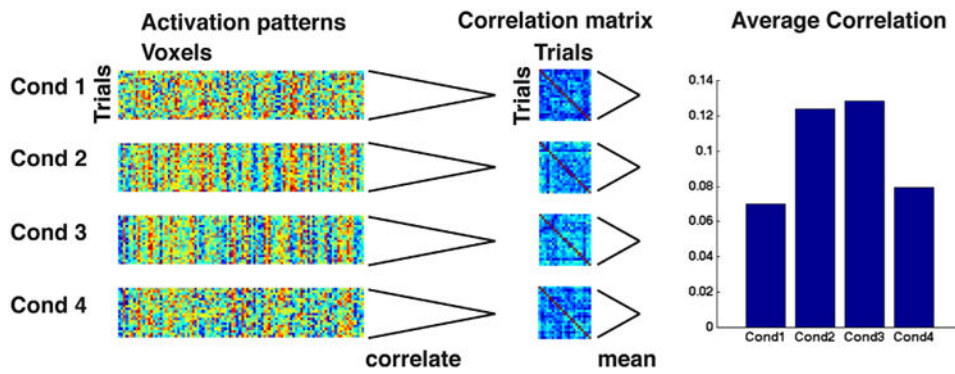 Activation patterns
Correlation matrix
Average Correlation
Voxels
Trials
Cond 1
Trials
Trials
Cond 2
Cond 3
Cond 4
correlate
mean
0.14
0.12
0.1
0.08
0.06
0.04
0.02
0
Cond1 Cond2 Cond3 Cond4